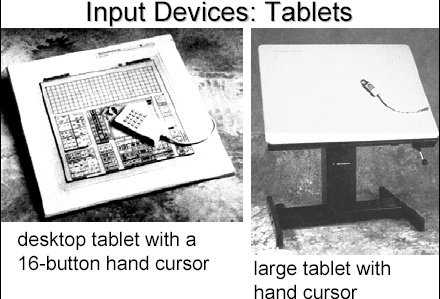 Input Devices: Tablets
desktop tablet with a
16-button hand cursor
large tablet with
hand cursor